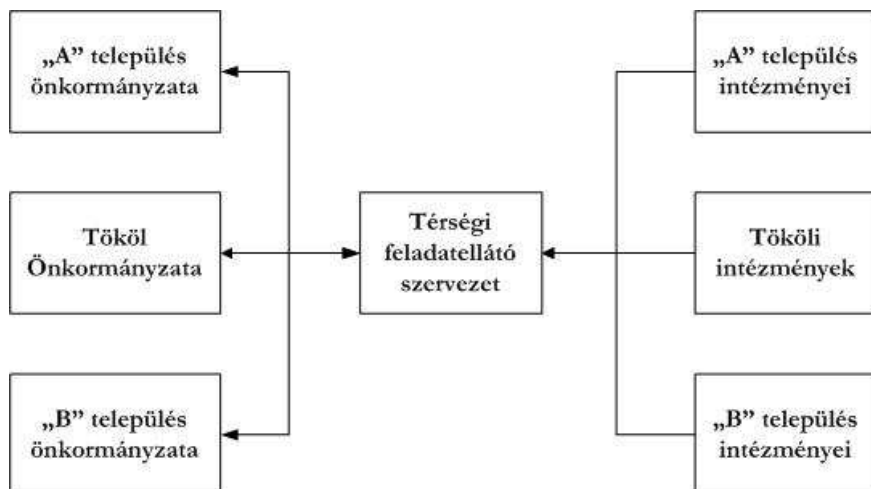 „A” település
önkormányzata
„A” település
intézményei
Tököl
Önkormányzata
Térségi
feladatellátó
szervezet
Tököli
intézmények
„B” település
önkormányzata
„B” település
intézményei